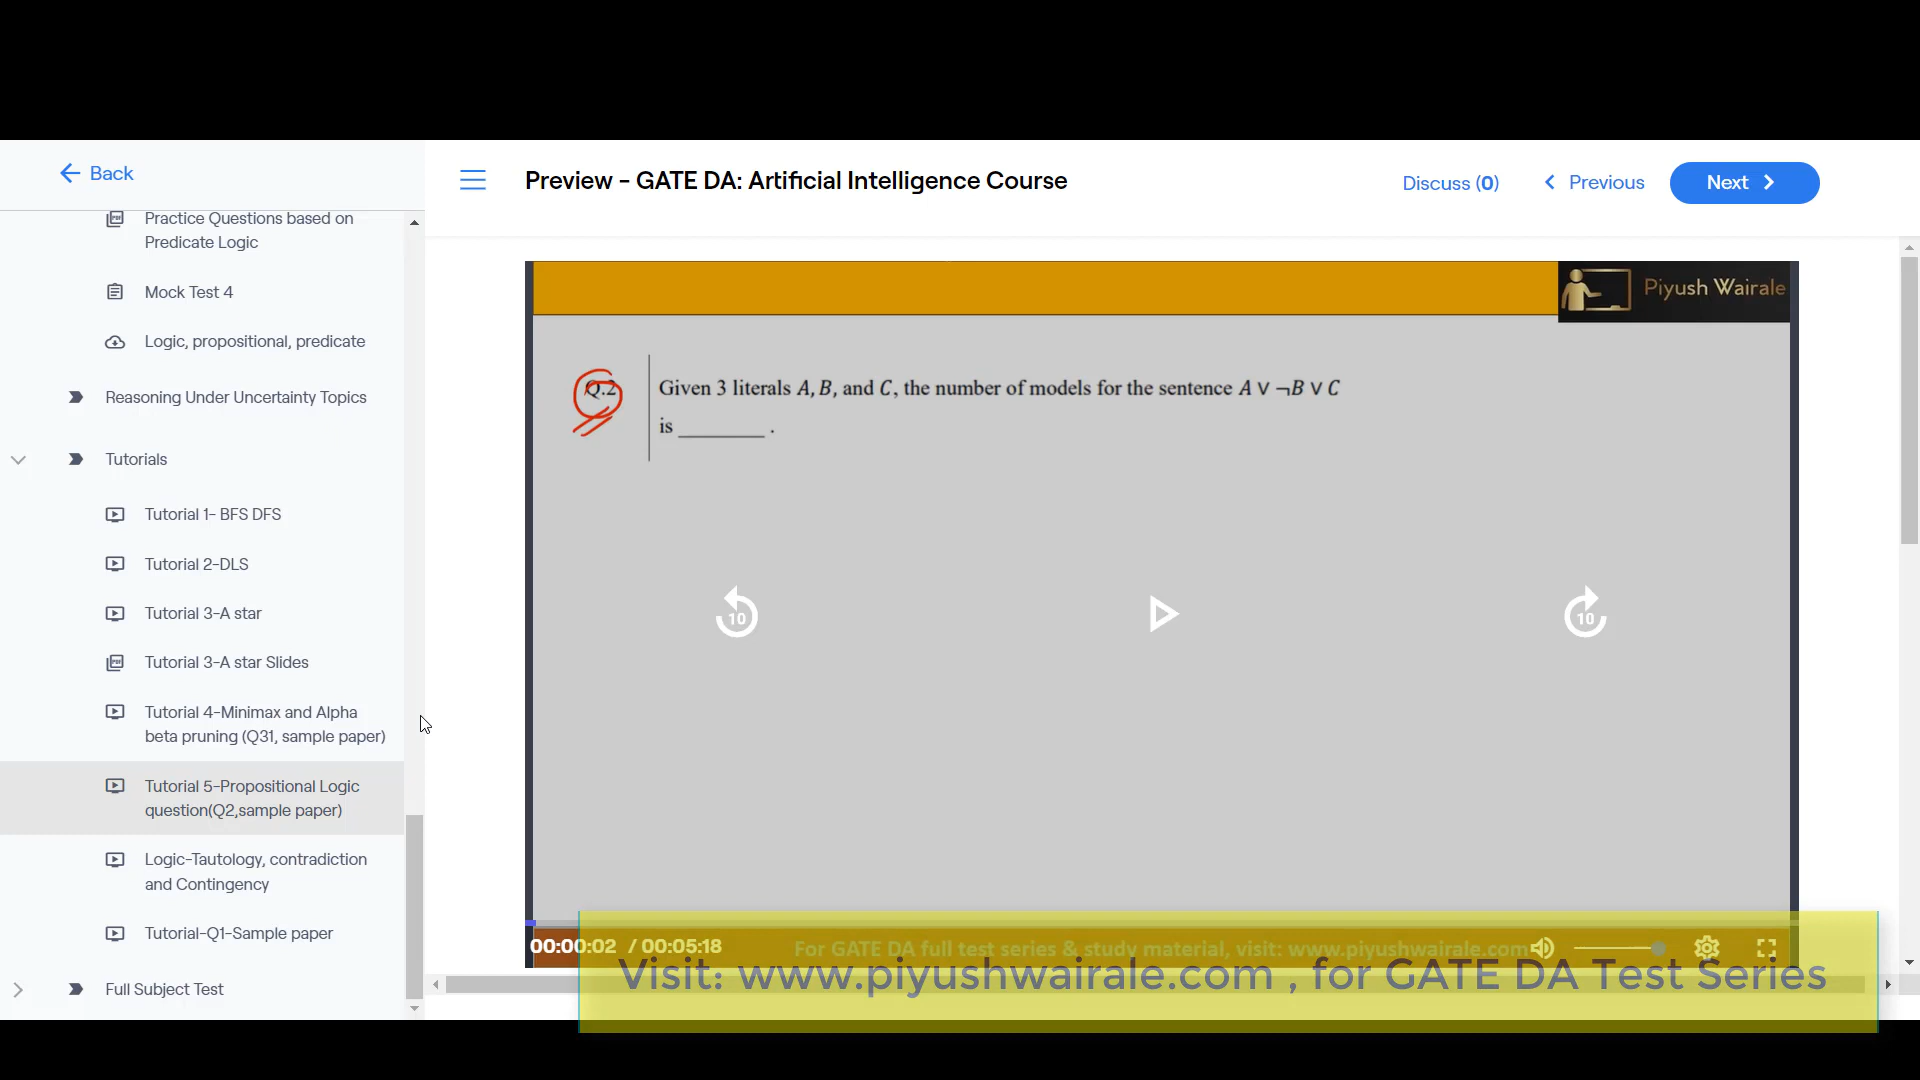 Back
Preview - GATE DA: Artificial Intelligence Course
Discuss (0)
Previous
Next
Practice Questions based on
Predicate Logic
Mock Test 4
Logic, propositional, predicate
Reasoning Under Uncertainty Topics
Tutorials
Tutorial 1- BFS DFS
Tutorial 2-DLS
Tutorial 3-A star
Tutorial 3-A star Slides
Tutorial 4-Minimax and Alpha
beta pruning (Q31, sample paper)
Tutorial 5-Propositional Logic
question(Q2,sample paper)
Logic-Tautology, contradiction
and Contingency
Tutorial-Q1-Sample paper
Full Subject Test
Piyush Wairale
Q.2
Given 3 literals A, B, and C, the number of models for the sentence A ∨ ¬B ∨ C
is ________ .
10
10
00:00:02 / 00:05:18
For GATE DA full test series & study material, visit: www.piyushwairale.com
Visit: www.piyushwairale.com , for GATE DA Test Series